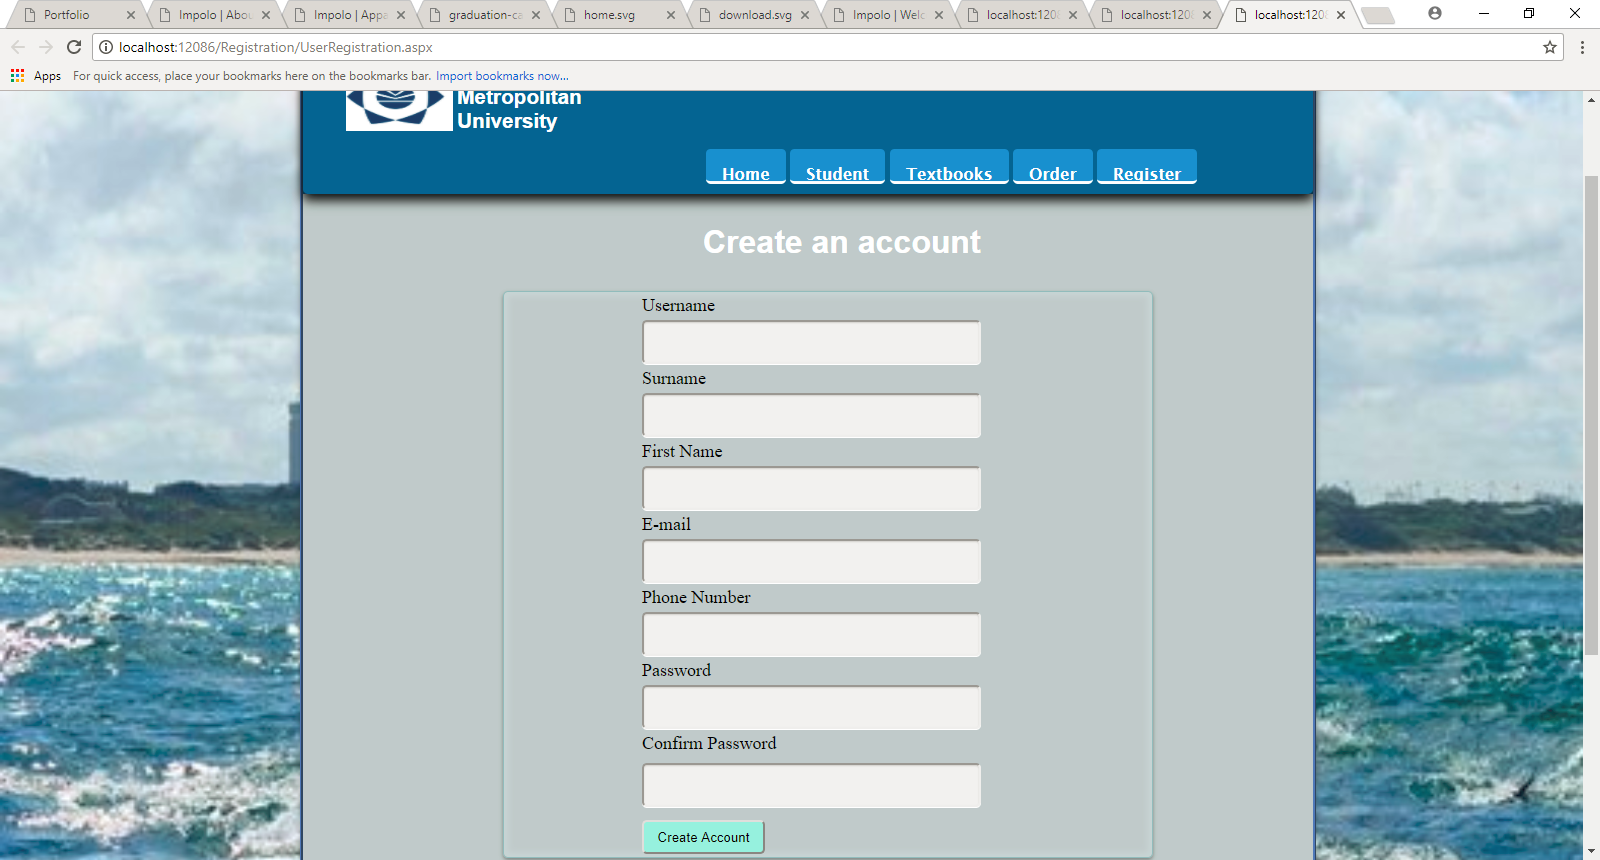 Portfolio
Impolo | Abou
Impolo | Appa
graduation-ca
home.svg
download.svg
Impolo | Welc
localhost:1208
localhost:1208
localhost:1208
localhost:12086/Registration/UserRegistration.aspx
Apps For quick access, place your bookmarks here on the bookmarks bar. Import bookmarks now...
Metropolitan
University
Home Student Textbooks Order Register
Create an account
Username
Surname
First Name
E-mail
Phone Number
Password
Confirm Password
Create Account